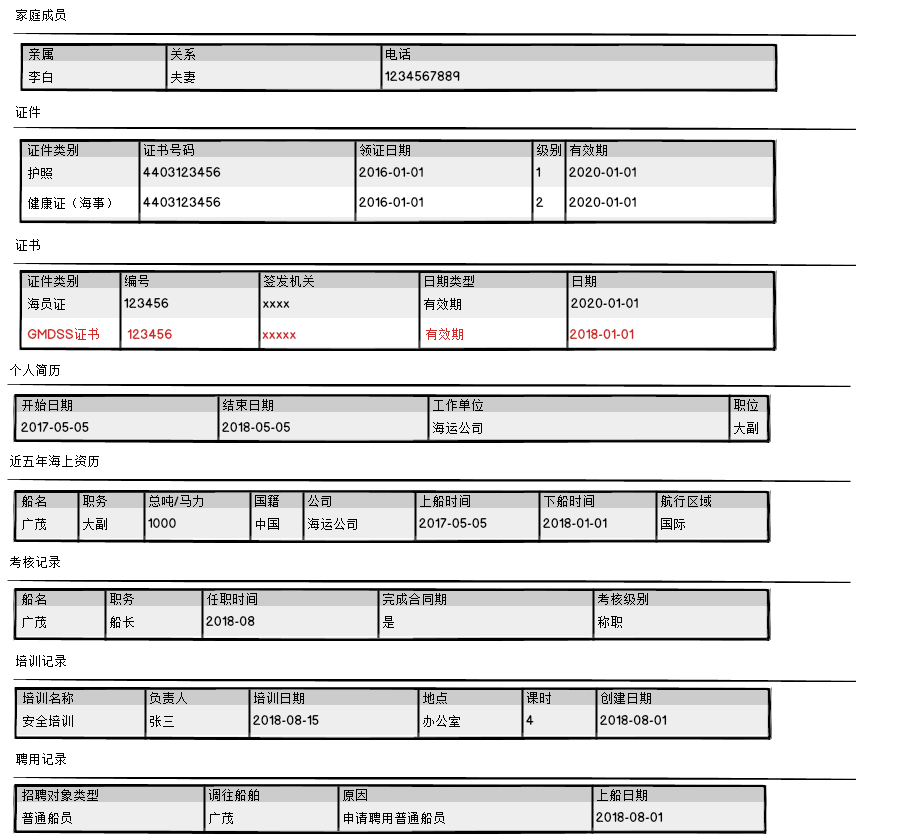 家庭成员
亲属 关系 电话
李白 夫妻 1234567889
证件
证件类别 证书号码 领证日期 级别 有效期
护照 4403123456 2016-01-01 1 2020-01-01
健康证（海事） 4403123456 2016-01-01 2 2020-01-01
证书
证件类别 编号 签发机关 日期类型 日期
海员证 123456 xxxx 有效期 2020-01-01
GMDSS证书 123456 xxxxx 有效期 2018-01-01
个人简历
开始日期 结束日期 工作单位 职位
2017-05-05 2018-05-05 海运公司 大副
近五年海上资历
船名 职务 总吨/马力 国籍 公司 上船时间 下船时间 航行区域
广茂 大副 1000 中国 海运公司 2017-05-05 2018-01-01 国际
考核记录
船名 职务 任职时间 完成合同期 考核级别
广茂 船长 2018-08 是 称职
培训记录
培训名称 负责人 培训日期 地点 课时 创建日期
安全培训 张三 2018-08-15 办公室 4 2018-08-01
聘用记录
招聘对象类型 调往船舶 原因 上船日期
普通船员 广茂 申请聘用普通船员 2018-08-01